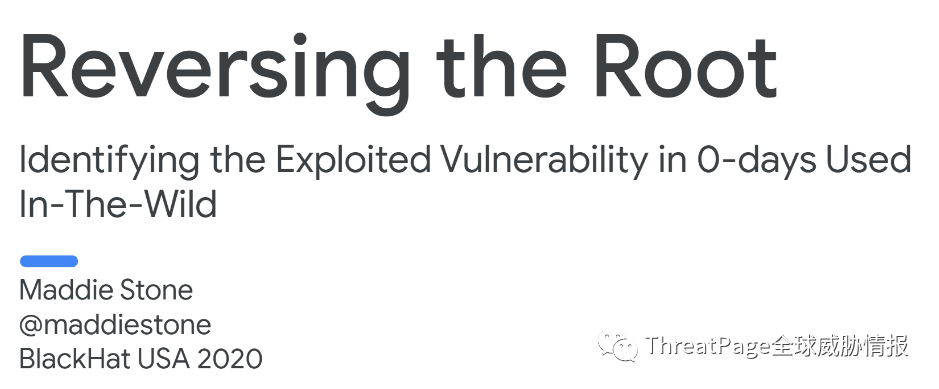 Reversing the Root
Identifying the Exploited Vulnerability in 0-days Used
In-The-Wild
Maddie Stone
@maddiestone
BlackHat USA 2020
ThreatPage全球威胁情报